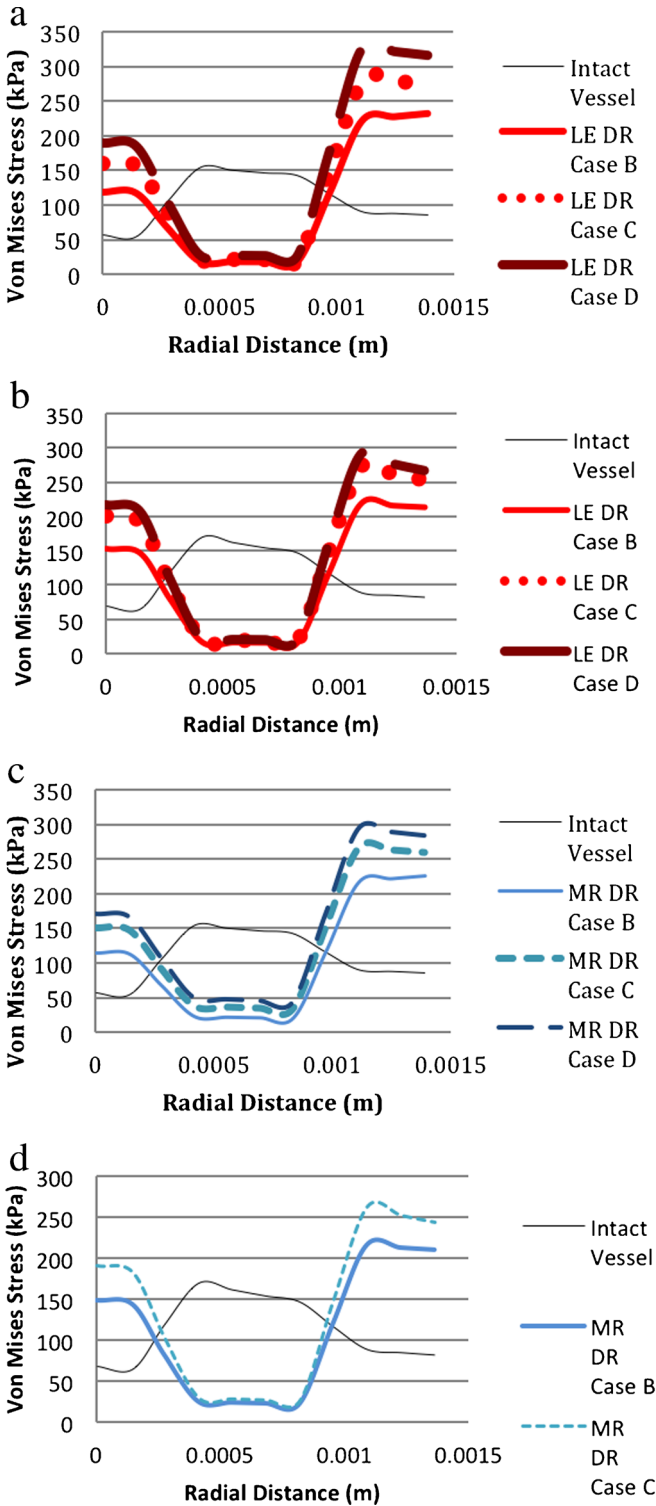 a
350
300
250
200
150
100
50
0
Von Mises Stress (kPa)
0
0.0005
0.001
0.0015
Radial Distance (m)
Intact
Vessel
LE DR
Case B
LE DR
Case C
LE DR
Case D
b
350
300
250
200
150
100
50
0
Von Mises Stress (kPa)
0
0.0005
0.001
0.0015
Radial Distance (m)
Intact
Vessel
LE DR
Case B
LE DR
Case C
LE DR
Case D
c
350
300
250
200
150
100
50
0
Von Mises Stress (kPa)
0
0.0005
0.001
0.0015
Radial Distance (m)
Intact
Vessel
MR DR
Case B
MR DR
Case C
MR DR
Case D
d
300
250
200
150
100
50
0
Von Mises Stress (kPa)
0
0.0005
0.001
0.0015
Radial Distance (m)
Intact
Vessel
MR
DR
Case B
MR
DR
Case C